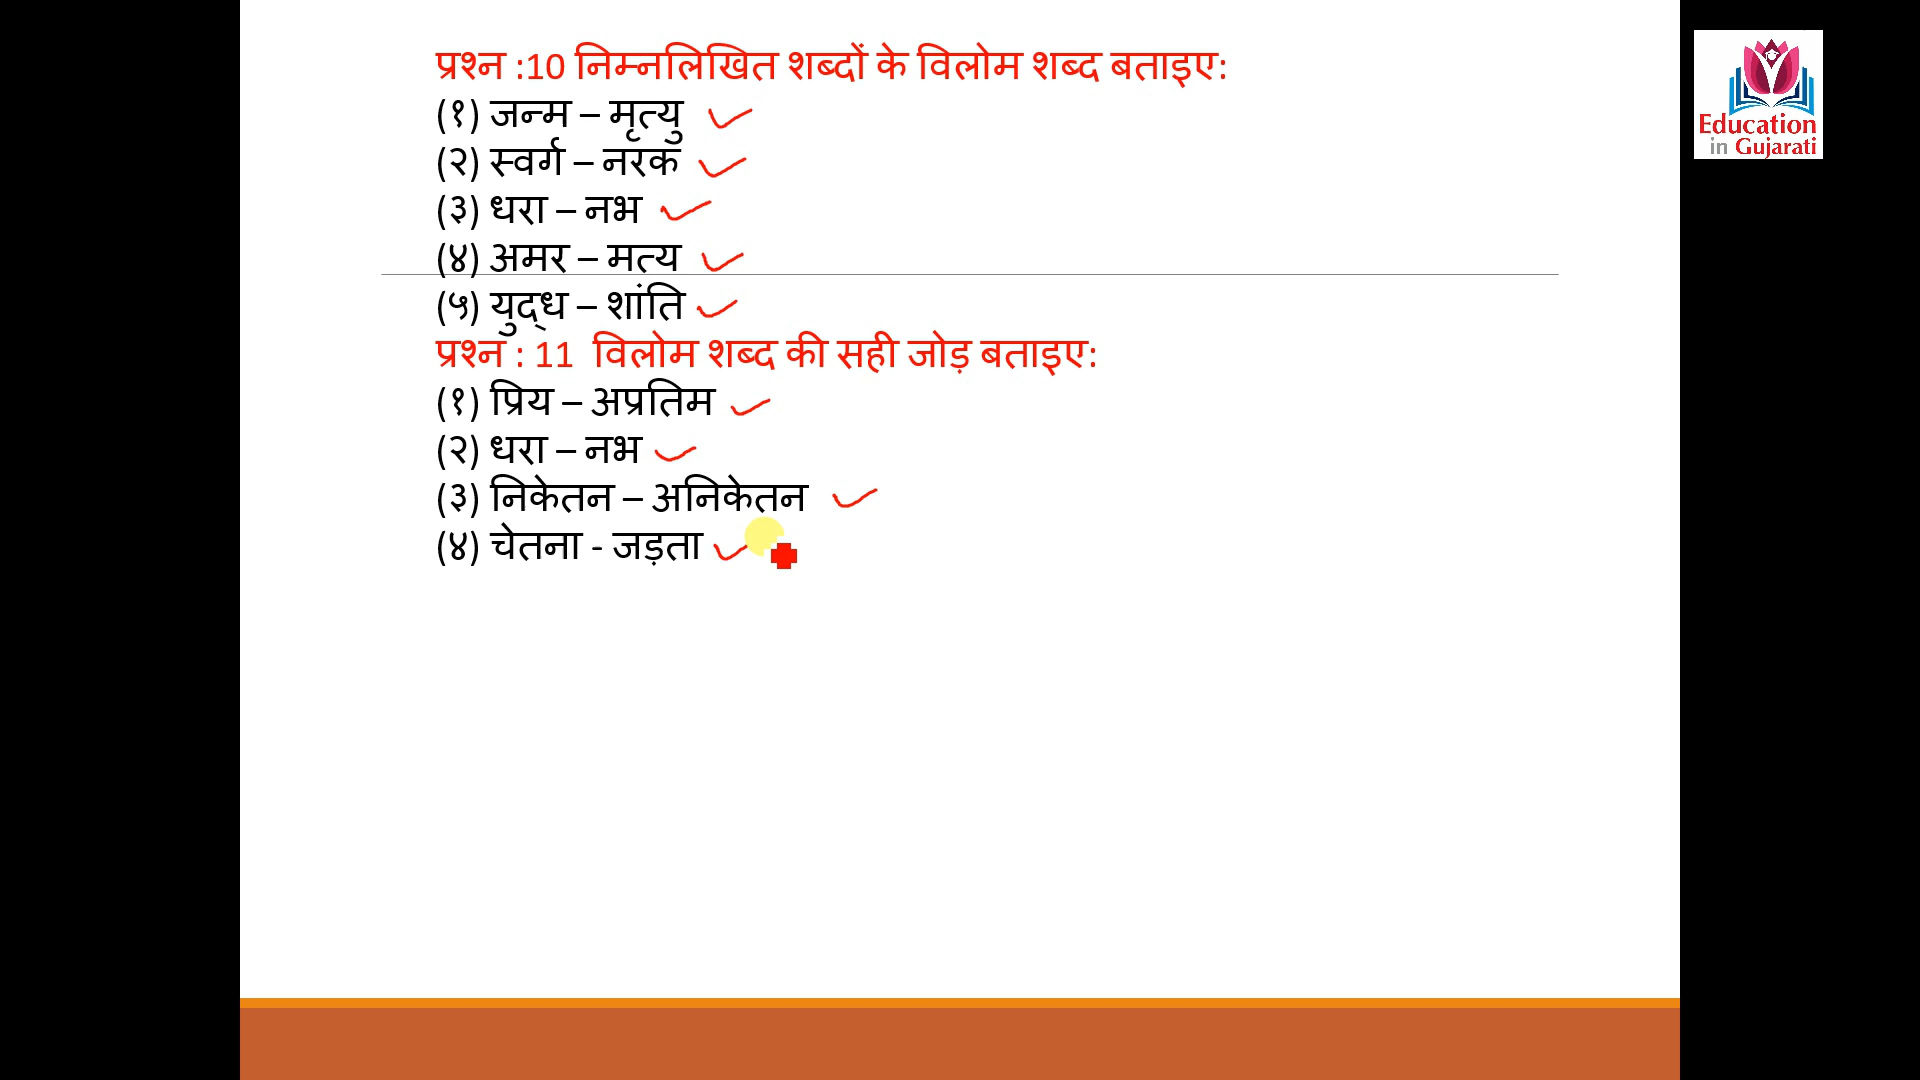 प्रश्न :10 निम्नलिखित शब्दों के विलोम शब्द बताइए:
(१) जन्म – मृत्यु
(२) स्वर्ग – नरक
(३) धरा – नभ
(४) अमर – मत्य
(५) युद्ध – शांति
प्रश्न : 11 विलोम शब्द की सही जोड़ बताइए:
(१) प्रिय – अप्रतिम
(२) धरा – नभ
(३) निकेतन – अनिकेतन
(४) चेतना - जड़ता
Education
in Gujarati